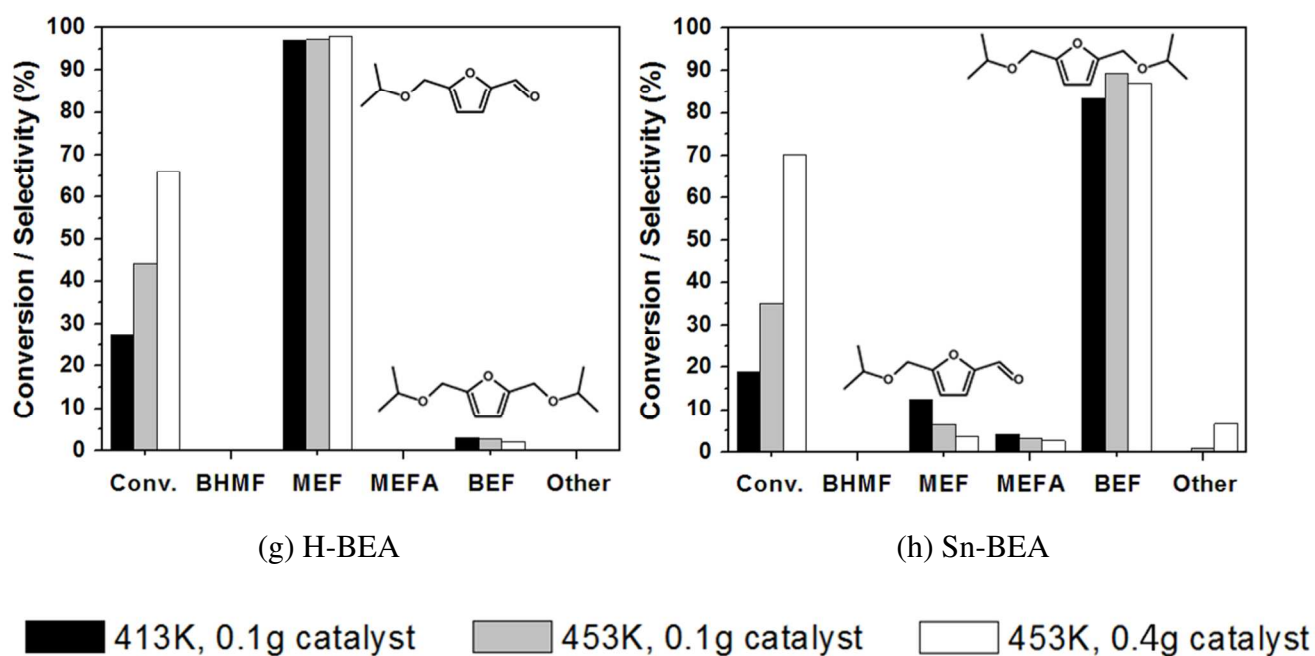 Conversion / Selectivity (%)
100
90
80
70
60
50
40
30
20
10
0
O
O
O
O
O
O
Conv. BHMF MEF MEFA BEF Other
(g) H-BEA
Conversion / Selectivity (%)
100
90
80
70
60
50
40
30
20
10
0
O
O
O
O
O
O
Conv. BHMF MEF MEFA BEF Other
(h) Sn-BEA
413K, 0.1g catalyst 453K, 0.1g catalyst 453K, 0.4g catalyst